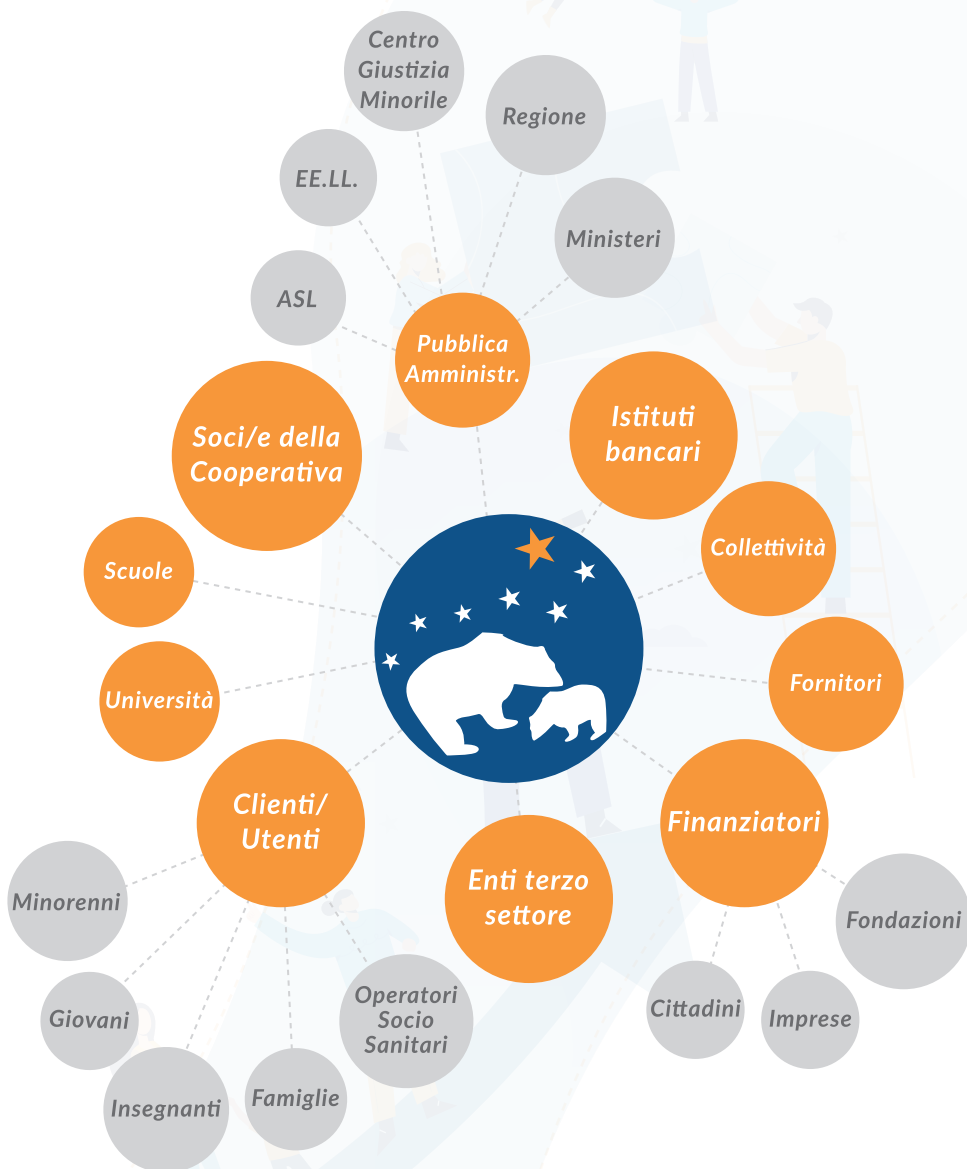 Centro
Giustizia
Minorile
Regione
EE.LL.
Ministeri
ASL
Pubblica
Amministr.
Soci/e della
Cooperativa
Istituti
bancari
Collettività
Scuole
Università
Fornitori
Clienti/
Utenti
Finanziatori
Enti terzo
settore
Minorenni
Giovani
Insegnanti
Famiglie
Operatori
Socio
Sanitari
Cittadini
Imprese
Fondazioni